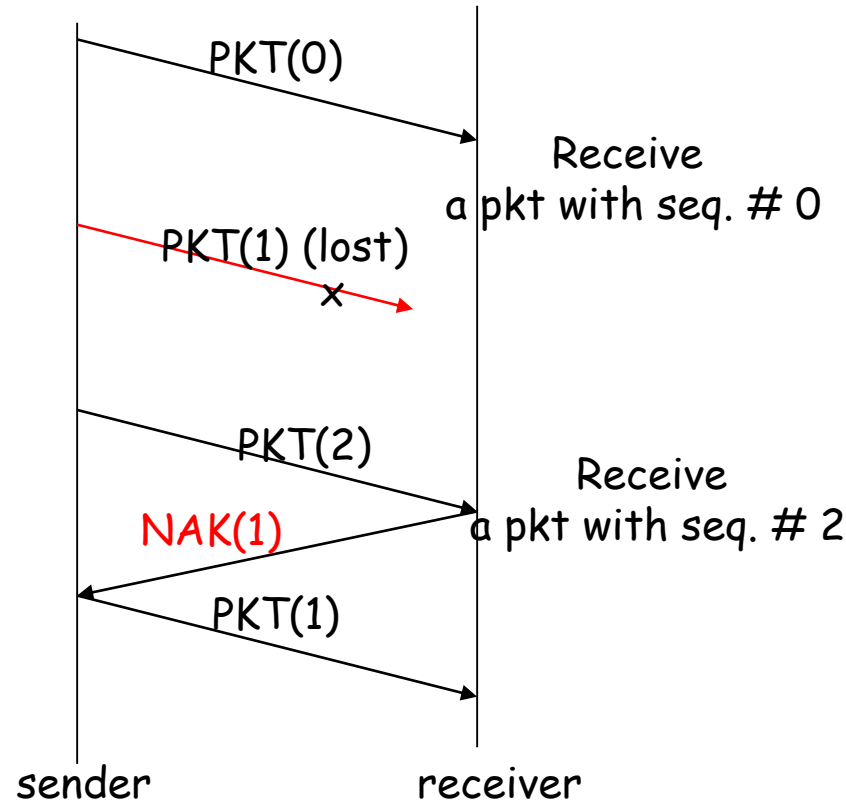 PKT(0)
Receive
a pkt with seq. # 0
PKT(1) (lost)
x
PKT(2)
Receive
a pkt with seq. # 2
NAK(1)
PKT(1)
sender
receiver